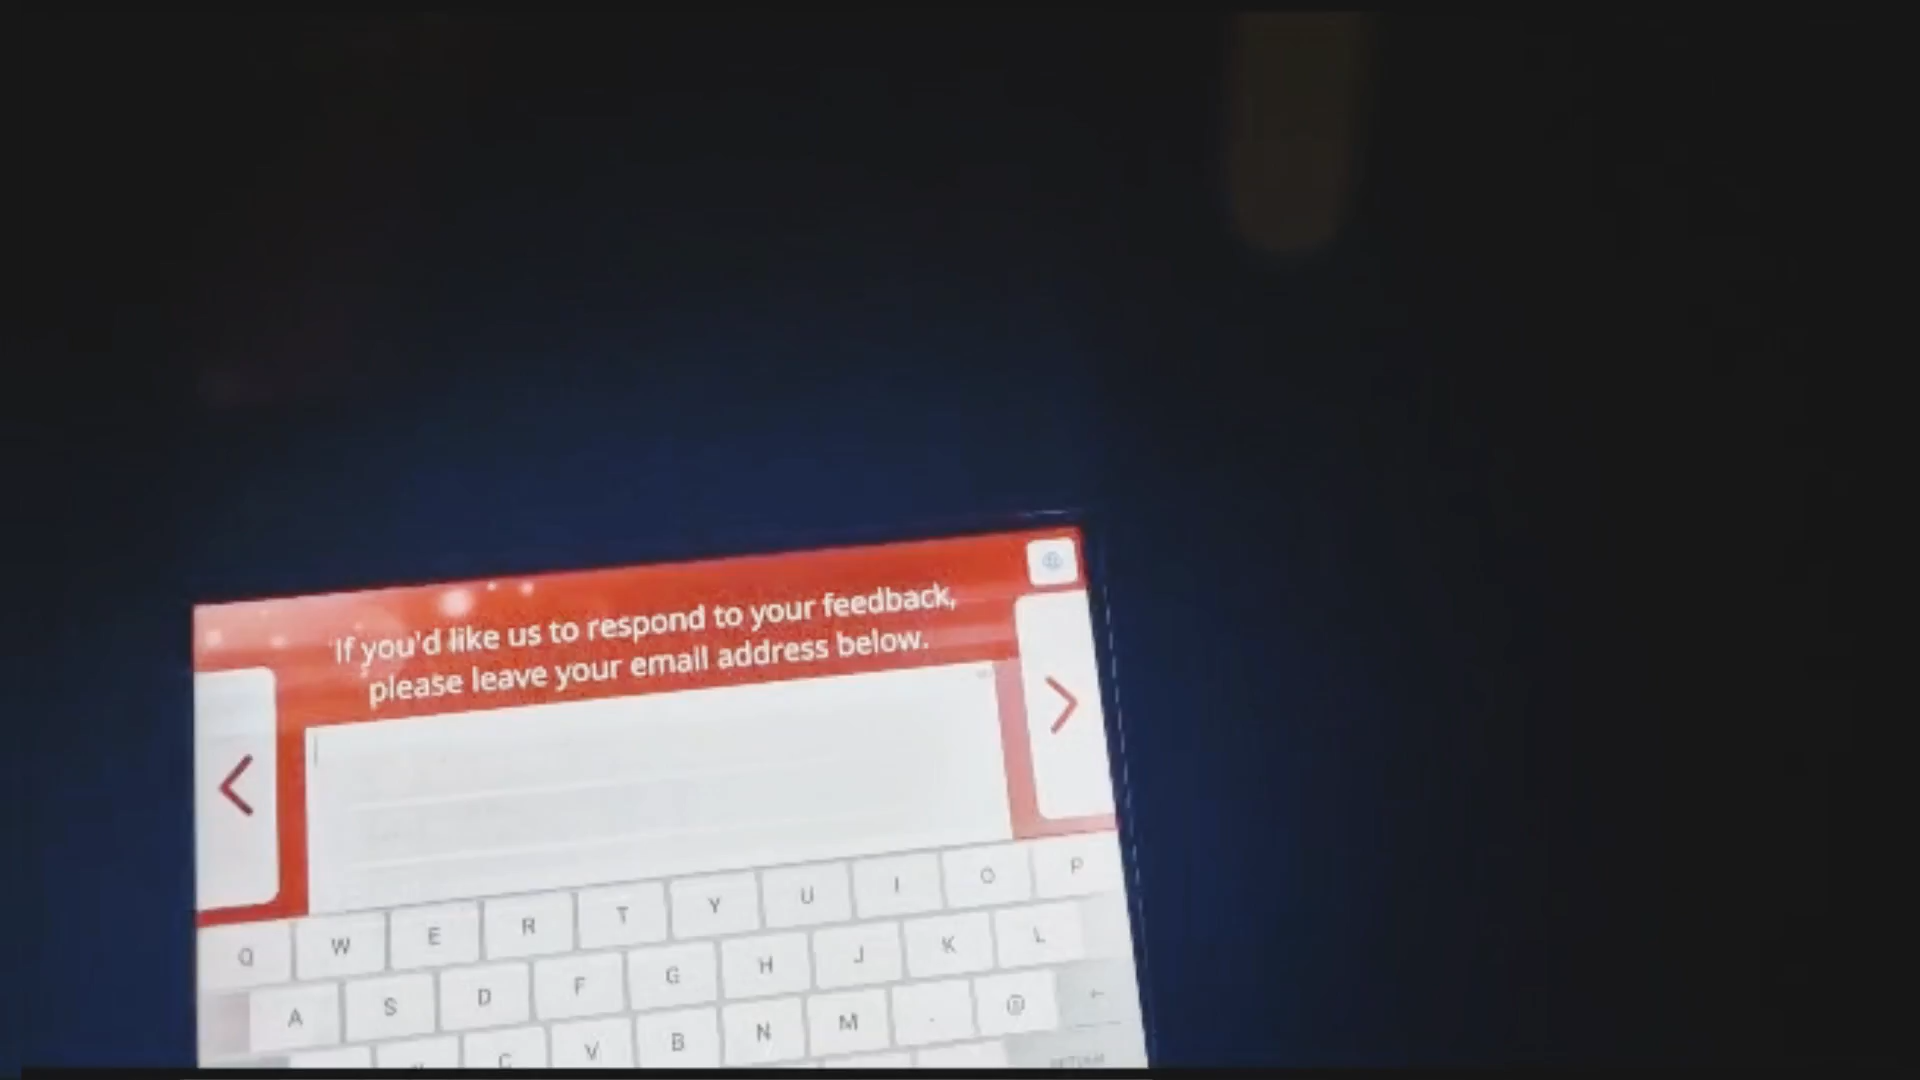 If you'd like us to respond to your feedback,
please leave your email address below.
Q W E R T Y U I O P
A S D F G H J K L
C V B N M . @